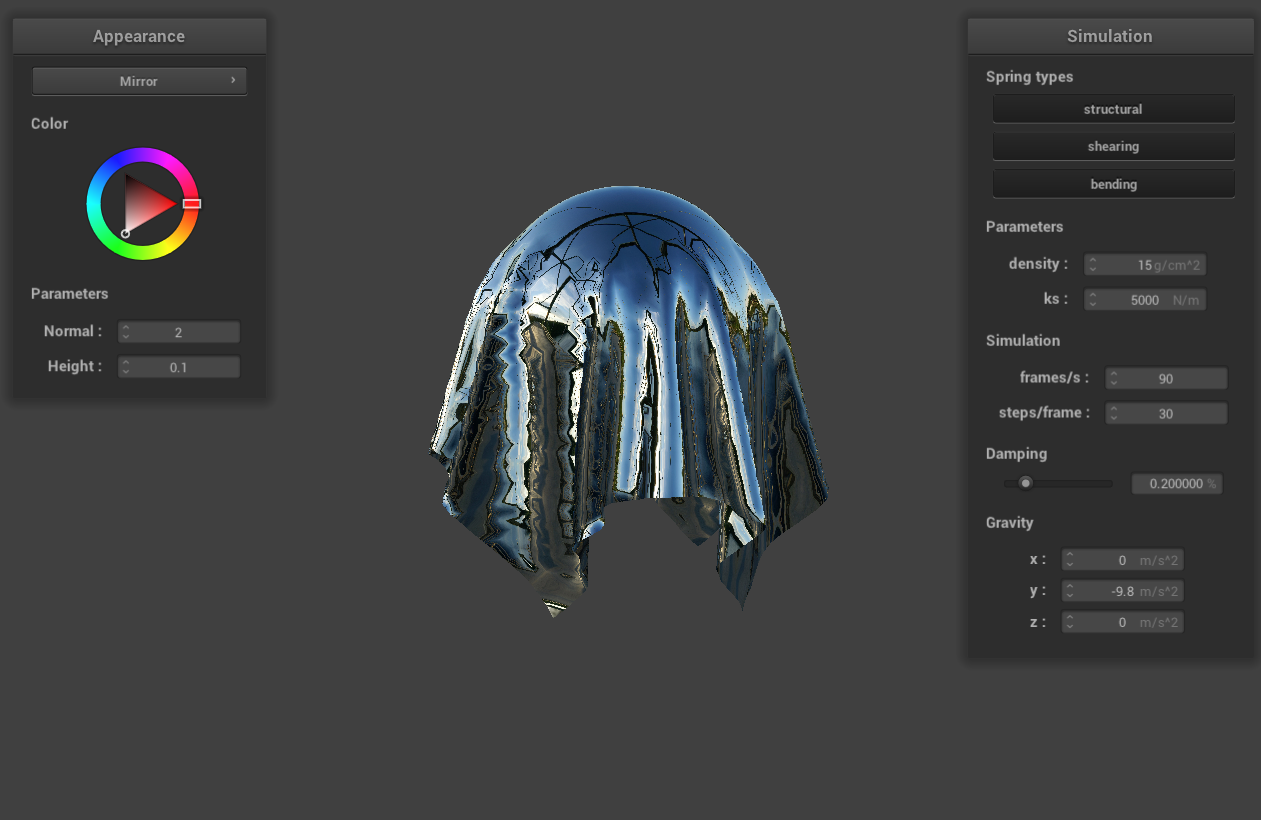 Appearance
Mirror
Color
Parameters
Normal : 2
Height : 0.1
Simulation
Spring types
structural
shearing
bending
Parameters
density : 15 g/cm^2
ks : 5000 N/m
Simulation
frames/s : 90
steps/frame : 30
Damping
0.200000 %
Gravity
x : 0 m/s^2
y : -9.8 m/s^2
z : 0 m/s^2